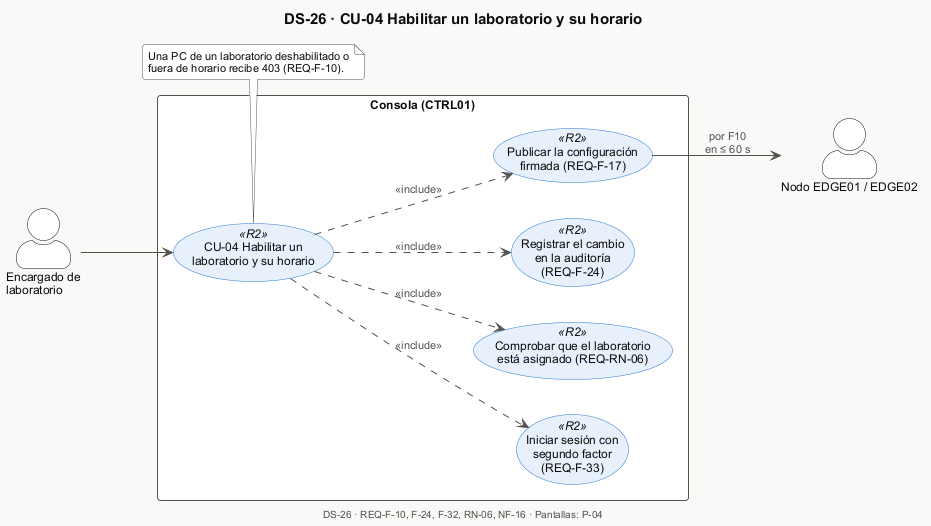 DS-26 · CU-04 Habilitar un laboratorio y su horario
Una PC de un laboratorio deshabilitado o
fuera de horario recibe 403 (REQ-F-10).
Consola (CTRL01)
«R2»
Publicar la configuración
firmada (REQ-F-17)
por F10
en ≤ 60 s
Nodo EDGE01 / EDGE02
«include»
«R2»
CU-04 Habilitar un
laboratorio y su horario
Encargado de
laboratorio
«include»
«R2»
Registrar el cambio
en la auditoría
(REQ-F-24)
«include»
«R2»
Comprobar que el laboratorio
está asignado (REQ-RN-06)
«include»
«R2»
Iniciar sesión con
segundo factor
(REQ-F-33)
DS-26 · REQ-F-10, F-24, F-32, RN-06, NF-16 · Pantallas: P-04